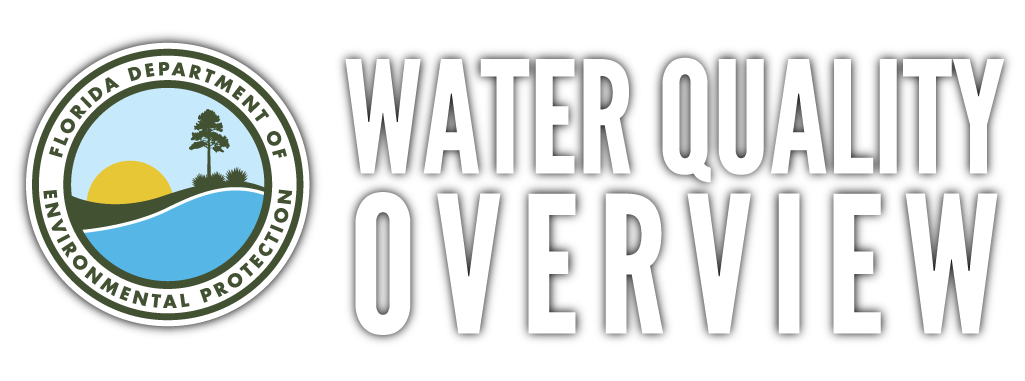 FLORIDA DEPARTMENT OF
ENVIRONMENTAL PROTECTION
WATER QUALITY
OVERVIEW